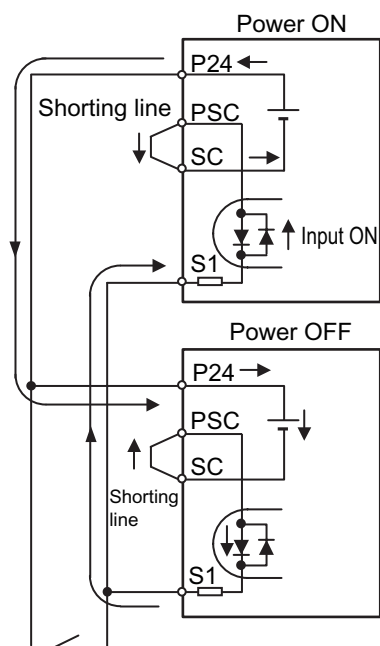 Power ON
P24
Shorting line
PSC
SC
Input ON
S1
Power OFF
P24
PSC
SC
Shorting
line
S1